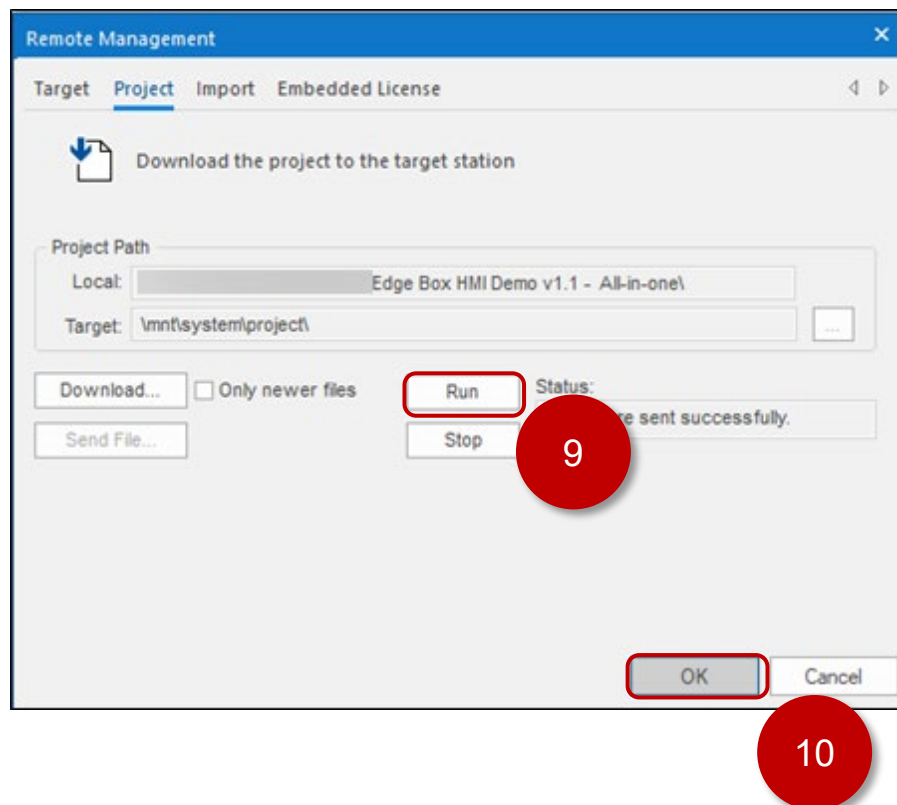 Remote Management
Target Project Import Embedded License
Download the project to the target station
Project Path
Local: Edge Box HMI Demo v1.1 - All-in-one\
Target: \mnt\system\project\ ...
Download... Only newer files Run Status:
sent successfully.
Send File... Stop
9
OK Cancel
10